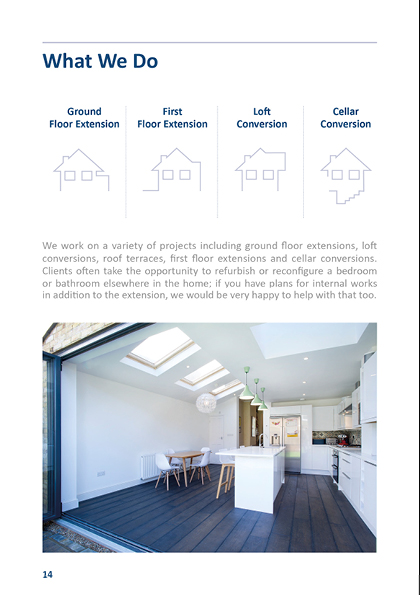 What We Do
Ground
Floor Extension
First
Floor Extension
Loft
Conversion
Cellar
Conversion
We work on a variety of projects including ground floor extensions, loft
conversions, roof terraces, first floor extensions and cellar conversions.
Clients often take the opportunity to refurbish or reconfigure a bedroom
or bathroom elsewhere in the home; if you have plans for internal works
in addition to the extension, we would be very happy to help with that too.
14